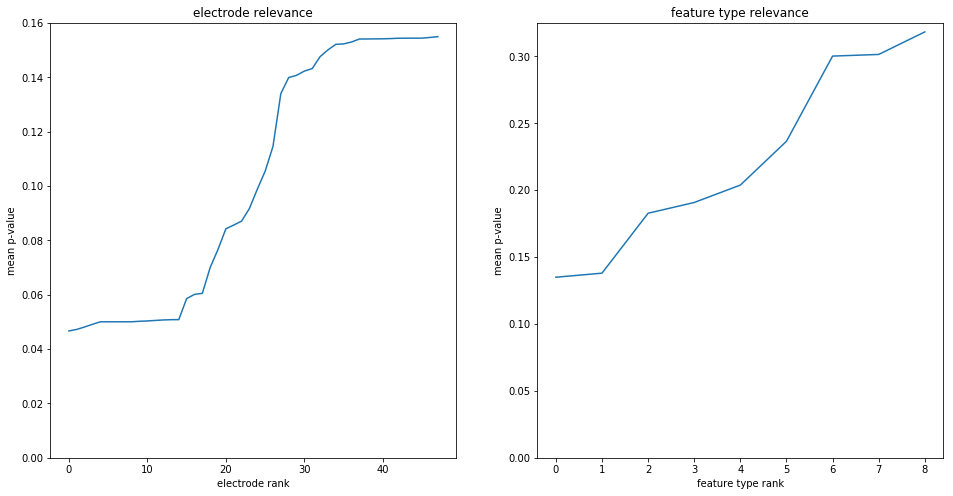 electrode relevance
0.16
0.14
0.12
0.10
0.08
0.06
0.04
0.02
0.00
mean p-value
0 10 20 30 40
electrode rank
feature type relevance
0.30
0.25
0.20
0.15
0.10
0.05
0.00
mean p-value
0 1 2 3 4 5 6 7 8
feature type rank